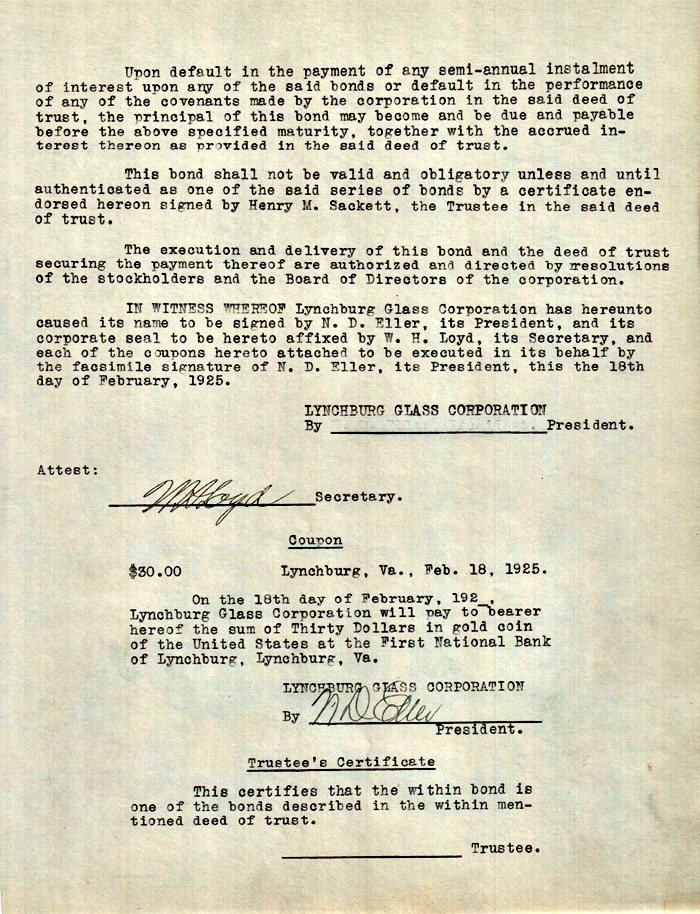 Upon default in the payment of any semi-annual instalment
of interest upon any of the said bonds or default in the performance
of any of the covenants made by the corporation in the said deed of
trust, the principal of this bond may become and be due and payable
before the above specified maturity, together with the accrued in-
terest thereon as provided in the said deed of trust.
This bond shall not be valid and obligatory unless and until
authenticated as one of the said series of bonds by a certificate en-
dorsed hereon signed by Henry M. Sackett, the Trustee in the said deed
of trust.
The execution and delivery of this bond and the deed of trust
securing the payment thereof are authorized and directed by resolutions
of the stockholders and the Board of Directors of the corporation.
IN WITNESS WHEREOF Lynchburg Glass Corporation has hereunto
caused its name to be signed by N. D. Eller, its President, and its
corporate seal to be hereto affixed by W. H. Loyd, its Secretary, and
each of the coupons hereto attached to be executed in its behalf by
the facsimile signature of N. D. Eller, its President, this the 18th
day of February, 1925.
LYNCHBURG GLASS CORPORATION
By ____________________President.
Attest:
W H Loyd Secretary.
Coupon
$30.00 Lynchburg, Va., Feb. 18, 1925.
On the 18th day of February, 192_,
Lynchburg Glass Corporation will pay to bearer
hereof the sum of Thirty Dollars in gold coin
of the United States at the First National Bank
of Lynchburg, Lynchburg, Va.
LYNCHBURG GLASS CORPORATION
By N D Eller
President.
Trustee's Certificate
This certifies that the within bond is
one of the bonds described in the within men-
tioned deed of trust.
________________ Trustee.